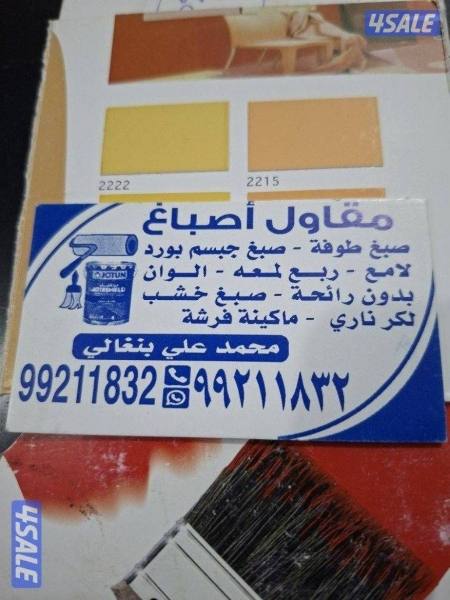 4SALE
2222
2215
مقاول أصباغ
صبغ طوفة - صبغ جبسم بورد
لامع - ربع لمعه - الوان
بدون رائحة - صبغ خشب
لكر ناري - ماكينة فرشة
JOTUN
محمد علي بنغالي
99211832
٩٩٢١١٨٣٢
4SALE